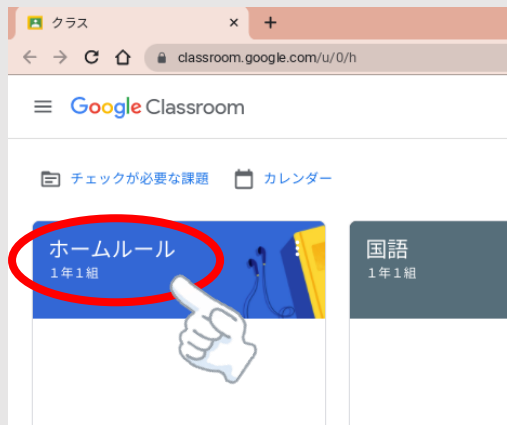 クラス
classroom.google.com/u/0/h
Google Classroom
チェックが必要な課題 カレンダー
ホームルール
1年1組
国語
1年1組